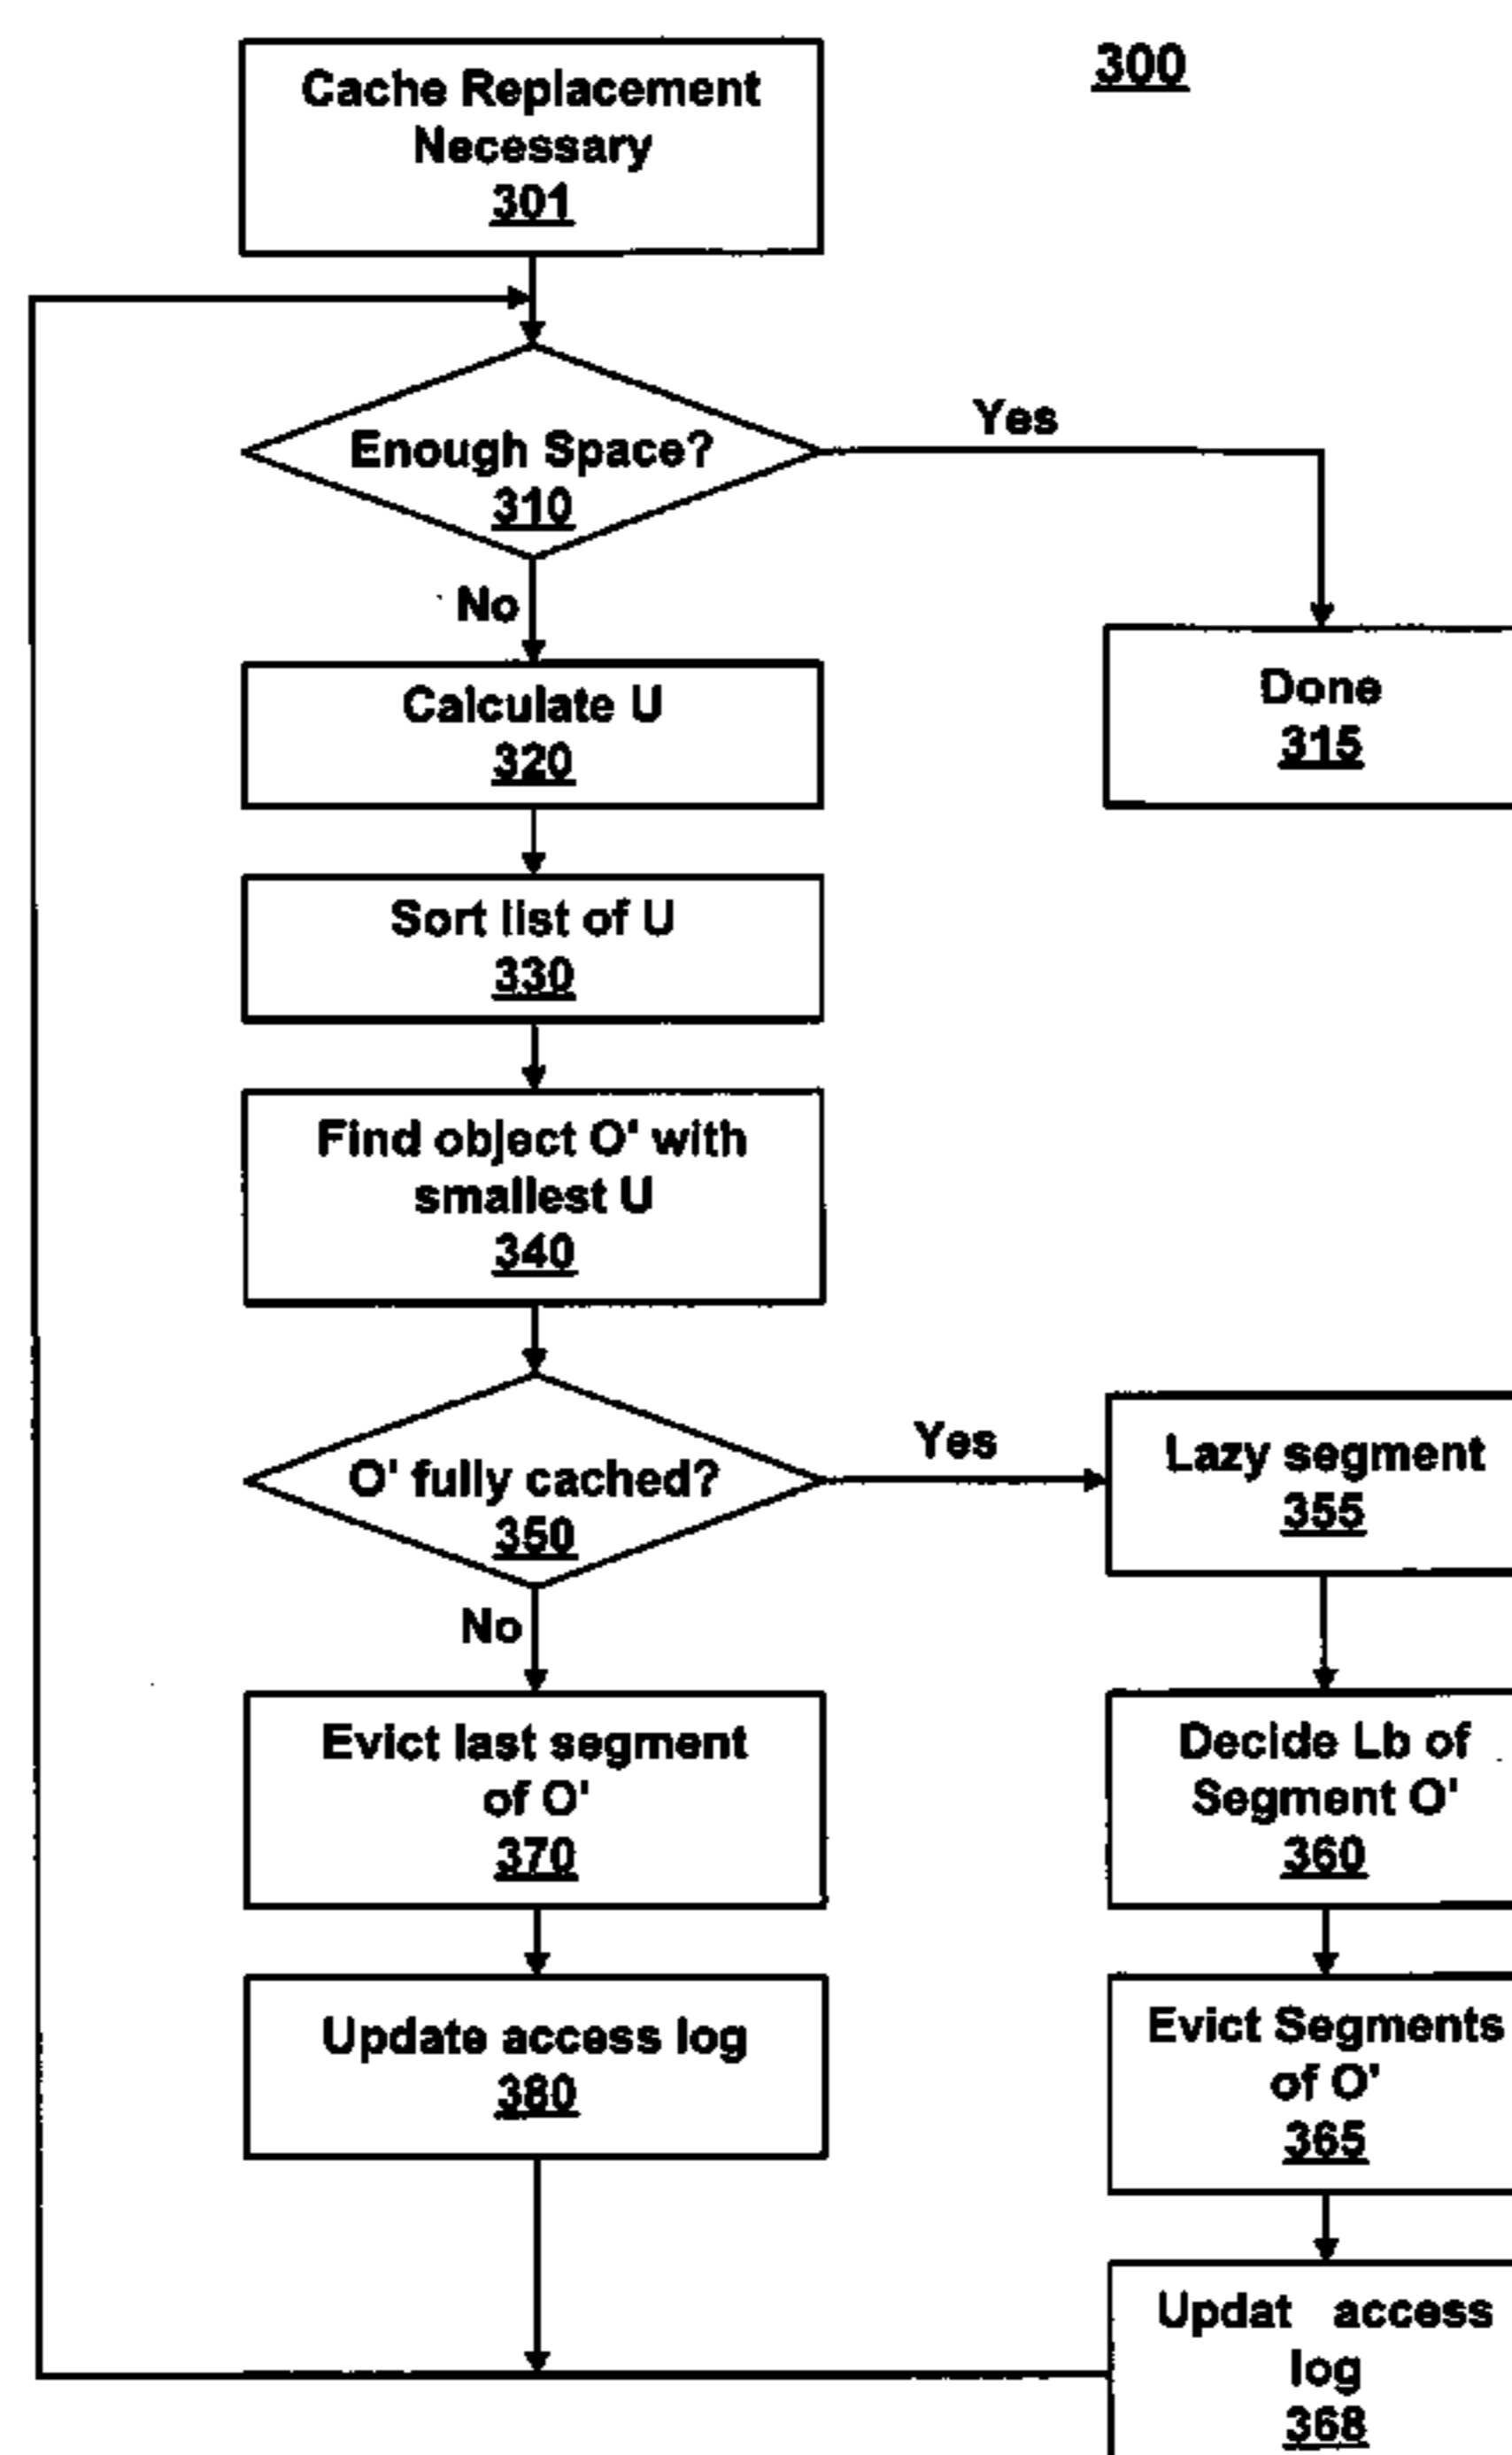 300
Cache Replacement
Necessary
301
Enough Space?
310
Yes
No
Calculate U
320
Done
315
Sort list of U
330
Find object O' with
smallest U
340
O' fully cached?
350
Yes
No
Lazy segment
355
Evict last segment
of O'
370
Decide Lb of
Segment O'
360
Update access log
380
Evict Segments
of O'
365
Updat access
log
368